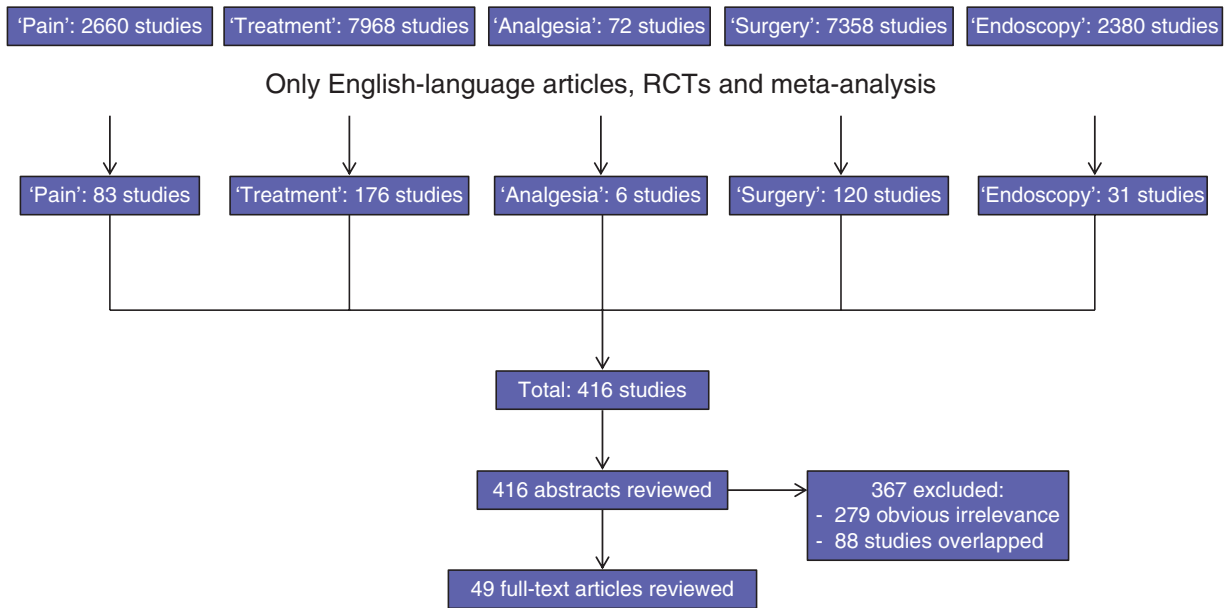 ‘Pain’: 2660 studies
‘Treatment’: 7968 studies
‘Analgesia’: 72 studies
‘Surgery’: 7358 studies
‘Endoscopy’: 2380 studies
Only English-language articles, RCTs and meta-analysis
‘Pain’: 83 studies
‘Treatment’: 176 studies
‘Analgesia’: 6 studies
‘Surgery’: 120 studies
‘Endoscopy’: 31 studies
Total: 416 studies
416 abstracts reviewed
367 excluded:
- 279 obvious irrelevance
- 88 studies overlapped
49 full-text articles reviewed